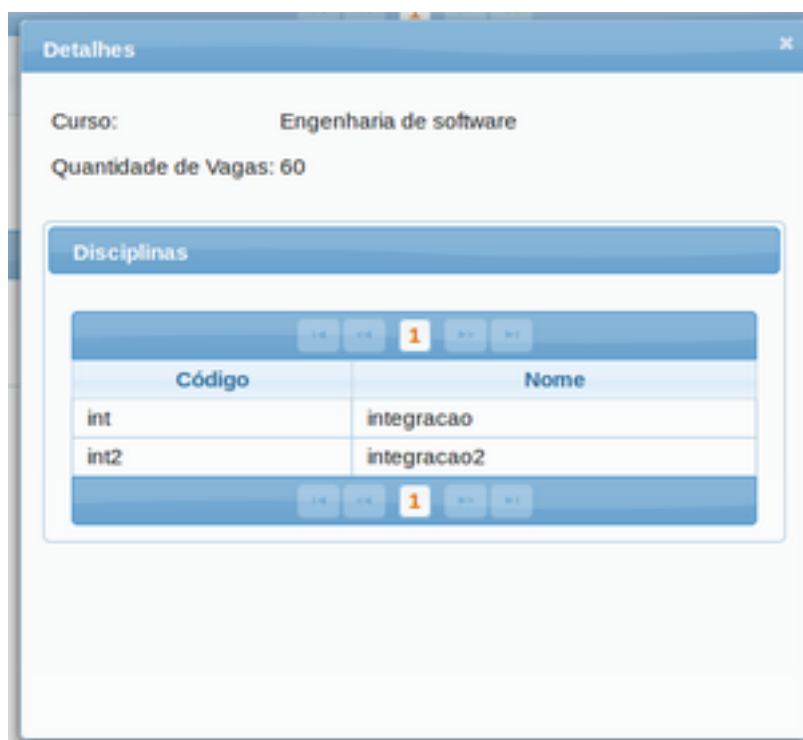 Detalhes
Curso: Engenharia de software
Quantidade de Vagas: 60
Disciplinas
1
Código Nome
int integracao
int2 integracao2
1